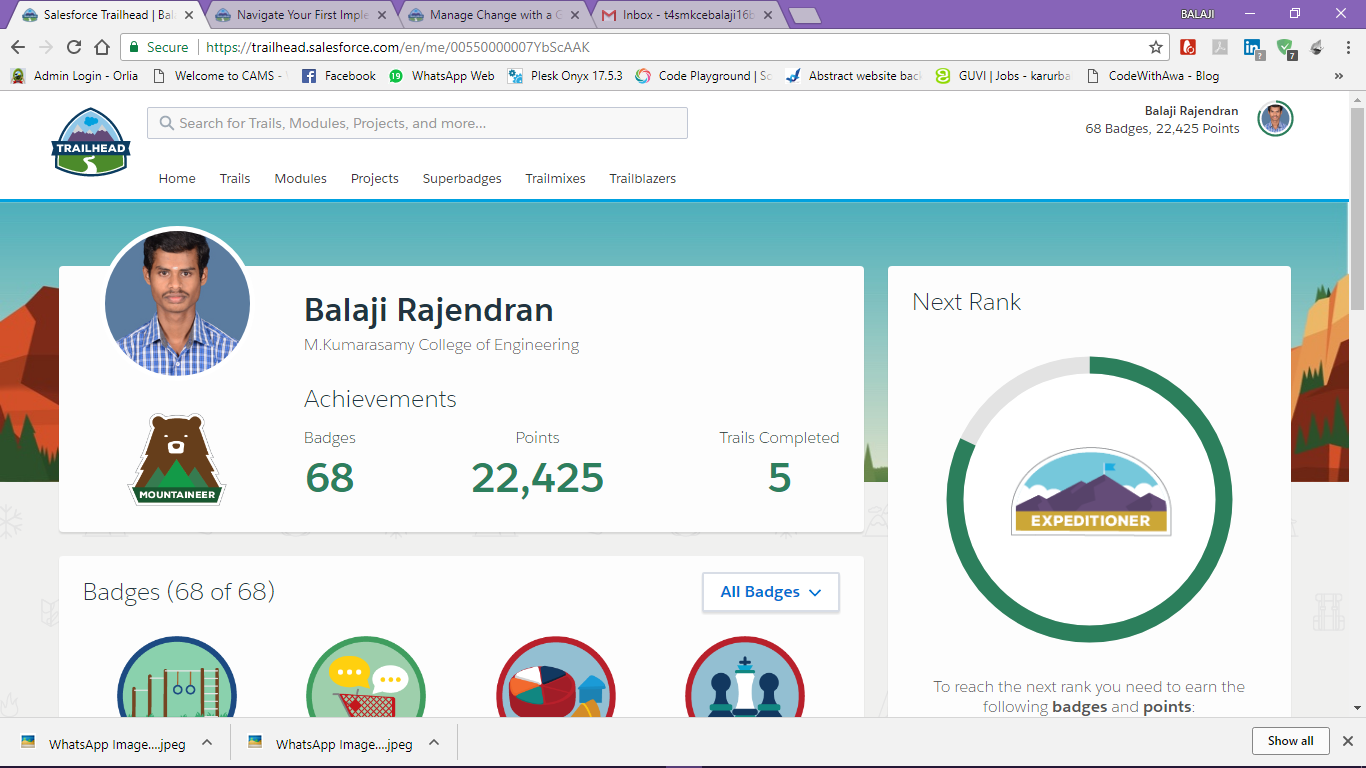 Salesforce Trailhead | Bala
Navigate Your First Imple
Manage Change with a G
Inbox - t4smkcebalaji16b
BALAJI
Secure
https://trailhead.salesforce.com/en/me/00550000007YbScAAK
?
7
Admin Login - Orlia
Welcome to CAMS -
Facebook
WhatsApp Web
Plesk Onyx 17.5.3
Code Playground | So
Abstract website bac
GUVI | Jobs - karurba
CodeWithAwa - Blog
»
TRAILHEAD
Search for Trails, Modules, Projects, and more...
Balaji Rajendran
68 Badges, 22,425 Points
Home Trails Modules Projects Superbadges Trailmixes Trailblazers
Balaji Rajendran
M.Kumarasamy College of Engineering
Achievements
Badges Points Trails Completed
68 22,425 5
MOUNTAINEER
Next Rank
EXPEDITIONER
To reach the next rank you need to earn the
following badges and points:
Badges (68 of 68)
All Badges
WhatsApp Image....jpeg
WhatsApp Image....jpeg
Show all